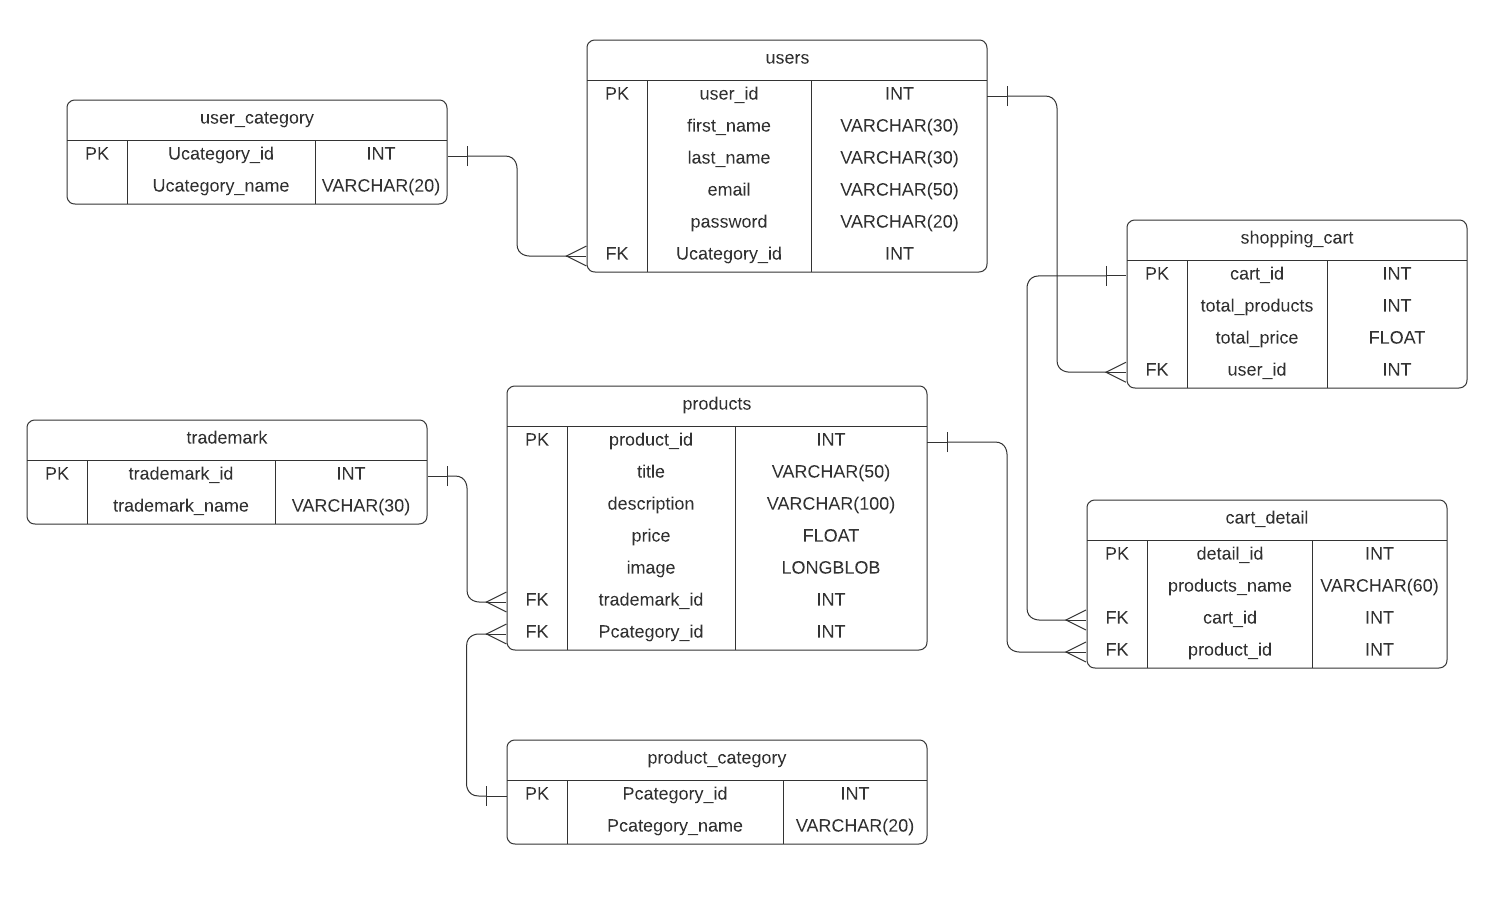 users
PK user_id INT
first_name VARCHAR(30)
last_name VARCHAR(30)
email VARCHAR(50)
password VARCHAR(20)
FK Ucategory_id INT
user_category
PK Ucategory_id INT
Ucategory_name VARCHAR(20)
shopping_cart
PK cart_id INT
total_products INT
total_price FLOAT
FK user_id INT
products
PK product_id INT
title VARCHAR(50)
description VARCHAR(100)
price FLOAT
image LONGBLOB
FK trademark_id INT
FK Pcategory_id INT
trademark
PK trademark_id INT
trademark_name VARCHAR(30)
cart_detail
PK detail_id INT
products_name VARCHAR(60)
FK cart_id INT
FK product_id INT
product_category
PK Pcategory_id INT
Pcategory_name VARCHAR(20)